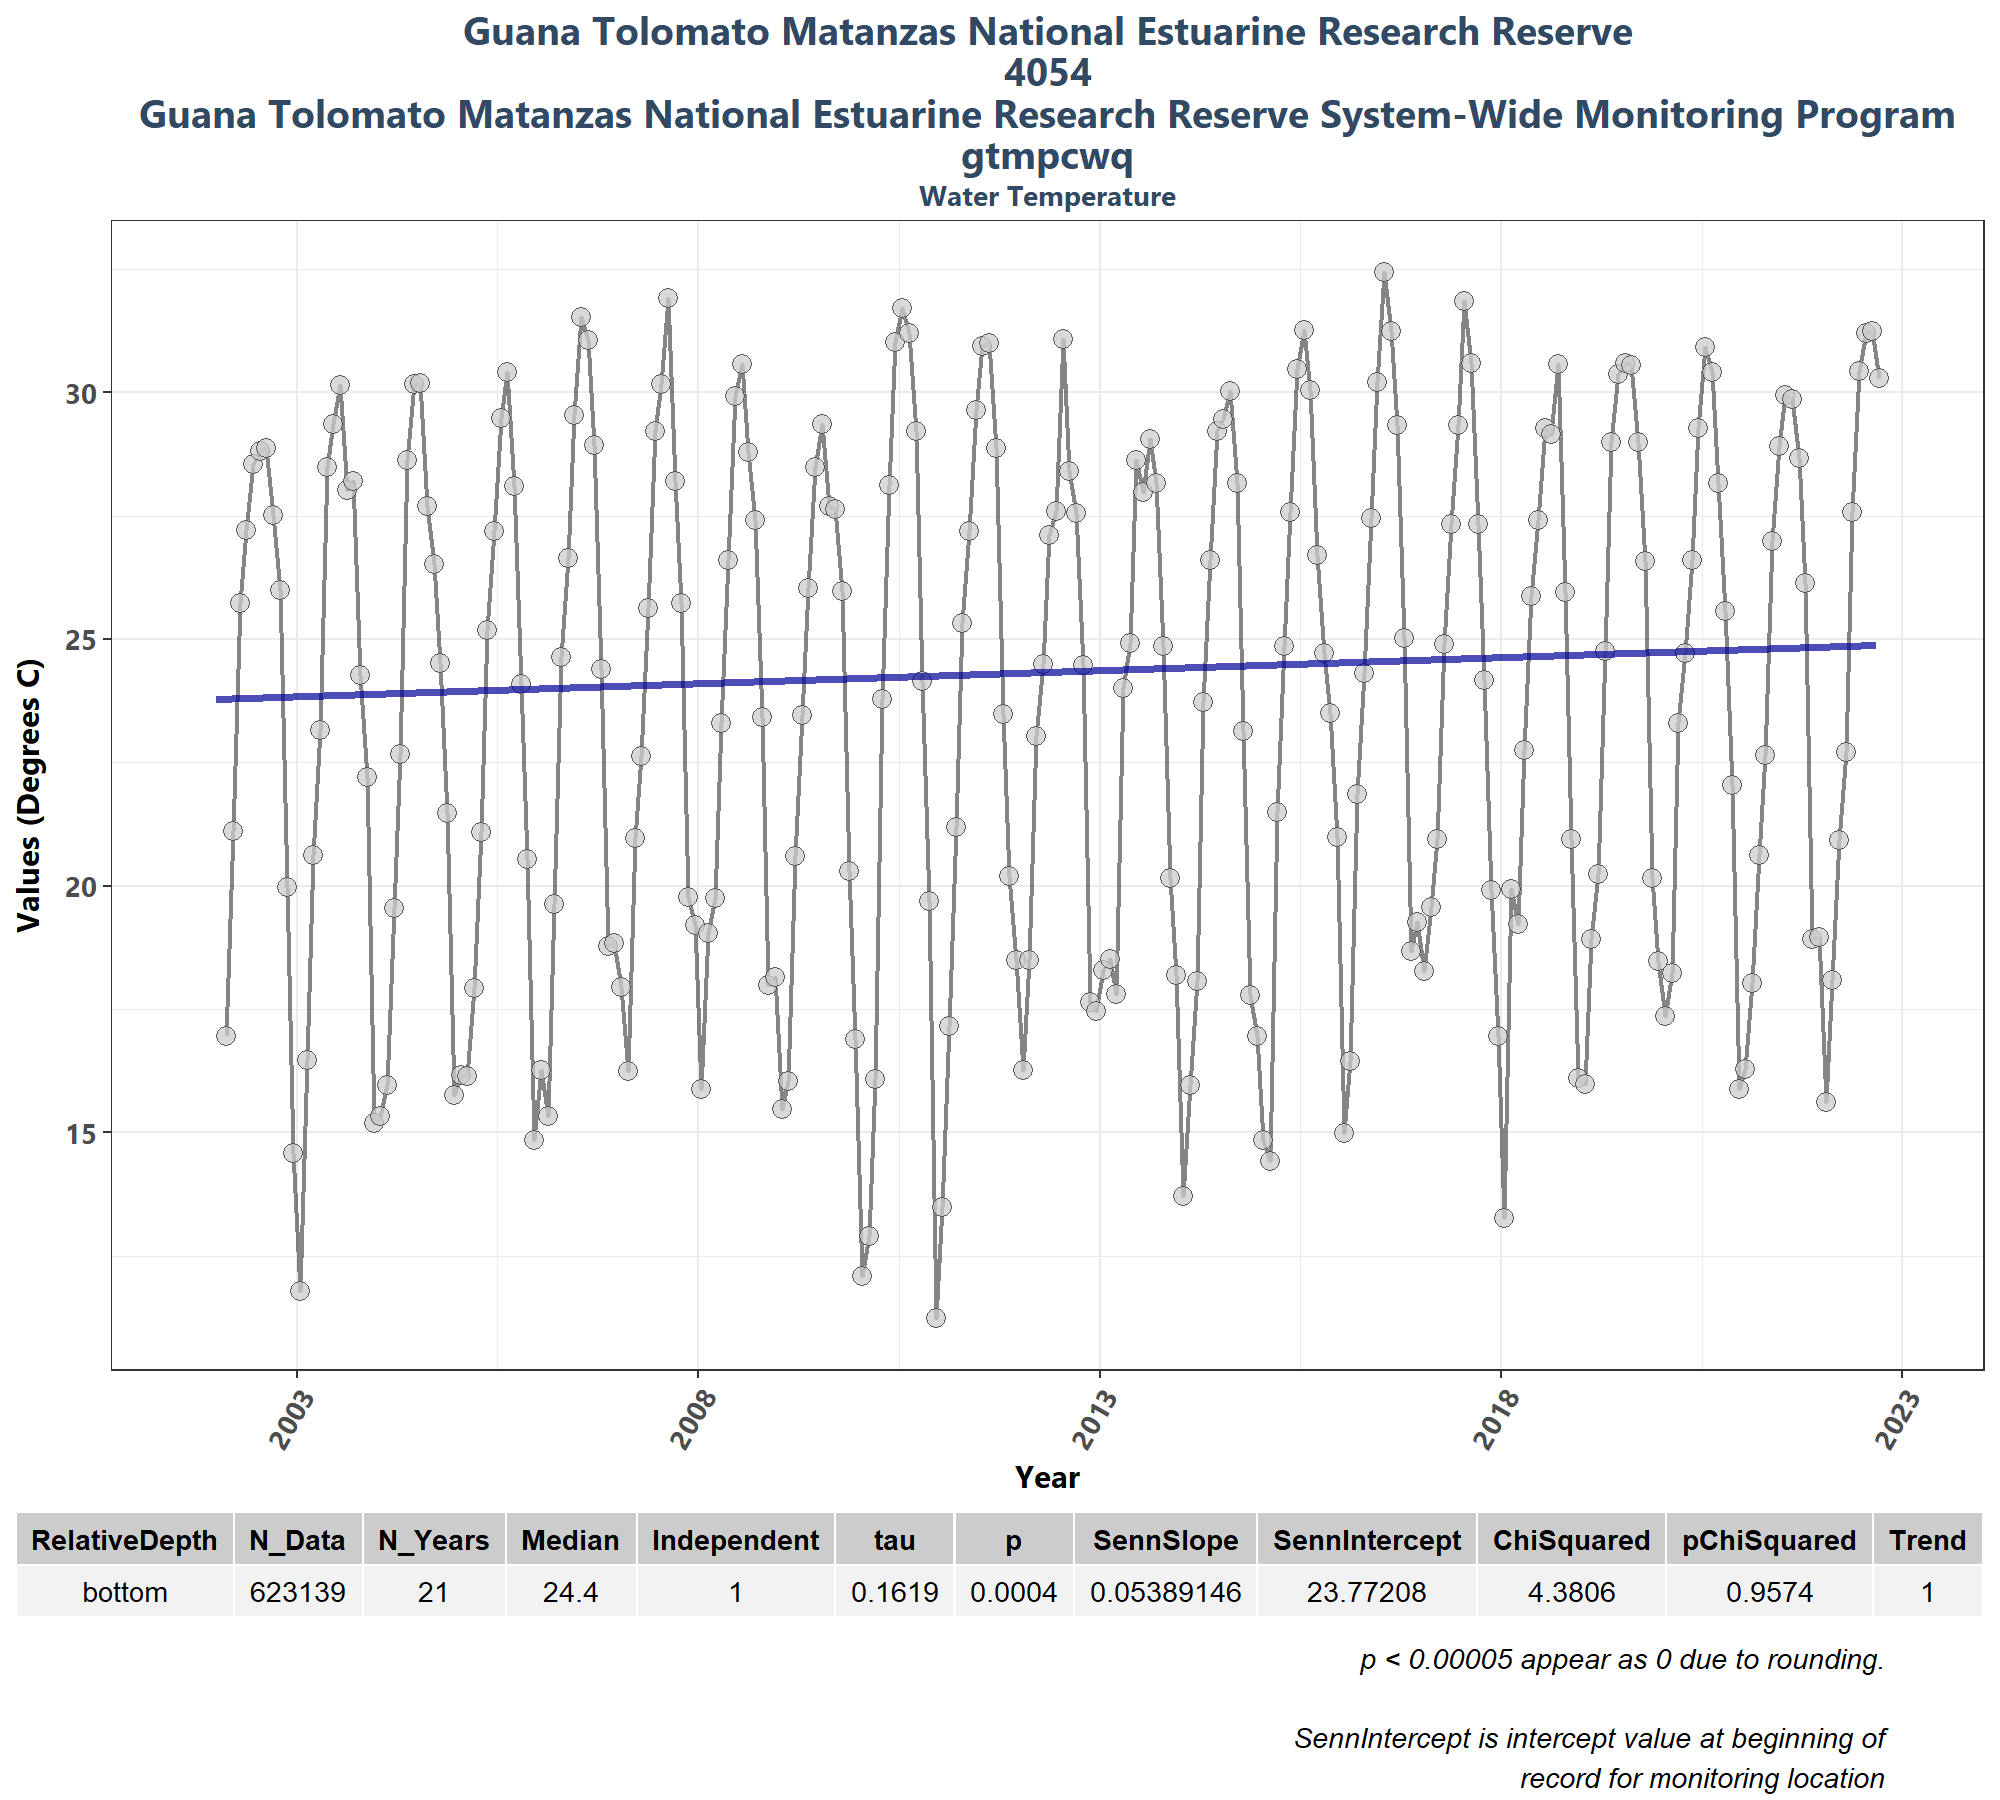 Guana Tolomato Matanzas National Estuarine Research Reserve
4054
Guana Tolomato Matanzas National Estuarine Research Reserve System-Wide Monitoring Program
gtmpcwq
Water Temperature
Values (Degrees C)
30
25
20
15
2003 2008 2013 2018 2023
Year
RelativeDepth N_Data N_Years Median Independent tau p SennSlope SennIntercept ChiSquared pChiSquared Trend
bottom 623139 21 24.4 1 0.1619 0.0004 0.05389146 23.77208 4.3806 0.9574 1
p < 0.00005 appear as 0 due to rounding.
SennIntercept is intercept value at beginning of
record for monitoring location